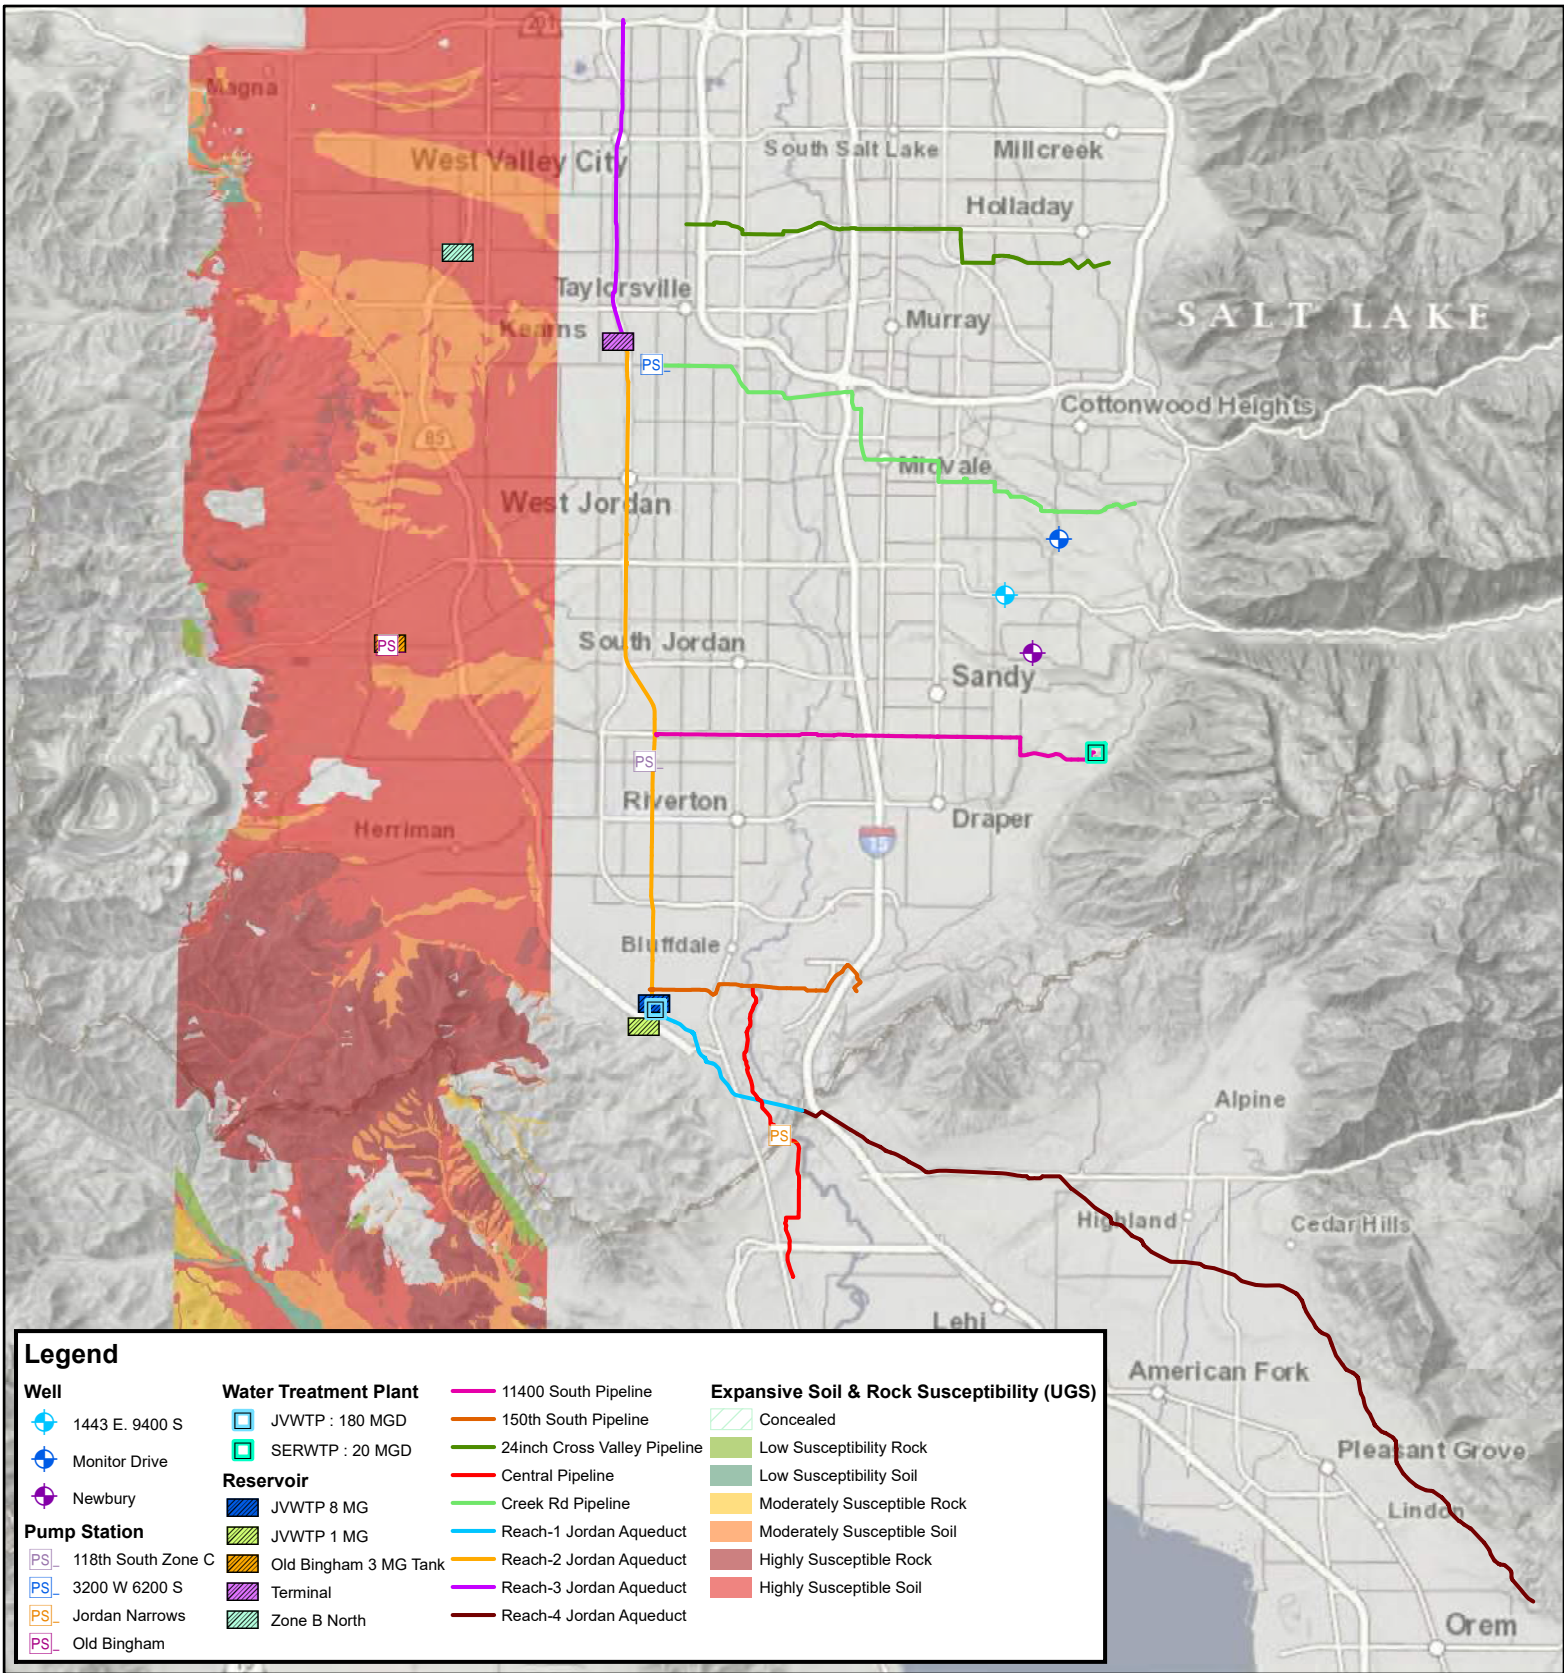 201
Magna
West Valley City
South Salt Lake
Millcreek
Holladay
Taylorsville
Kearns
Murray
SALT LAKE
PS_
Cottonwood Heights
85
Midvale
West Jordan
PS
South Jordan
Sandy
PS_
Riverton
Draper
Herriman
15
Bluffdale
Alpine
PS
Highland
Cedar Hills
Lehi
American Fork
Pleasant Grove
Lindon
Orem
Legend
Well
1443 E. 9400 S
Monitor Drive
Newbury
Pump Station
PS_ 118th South Zone C
PS_ 3200 W 6200 S
PS_ Jordan Narrows
PS_ Old Bingham
Water Treatment Plant
JVWTP : 180 MGD
SERWTP : 20 MGD
Reservoir
JVWTP 8 MG
JVWTP 1 MG
Old Bingham 3 MG Tank
Terminal
Zone B North
11400 South Pipeline
150th South Pipeline
24inch Cross Valley Pipeline
Central Pipeline
Creek Rd Pipeline
Reach-1 Jordan Aqueduct
Reach-2 Jordan Aqueduct
Reach-3 Jordan Aqueduct
Reach-4 Jordan Aqueduct
Expansive Soil & Rock Susceptibility (UGS)
Concealed
Low Susceptibility Rock
Low Susceptibility Soil
Moderately Susceptible Rock
Moderately Susceptible Soil
Highly Susceptible Rock
Highly Susceptible Soil